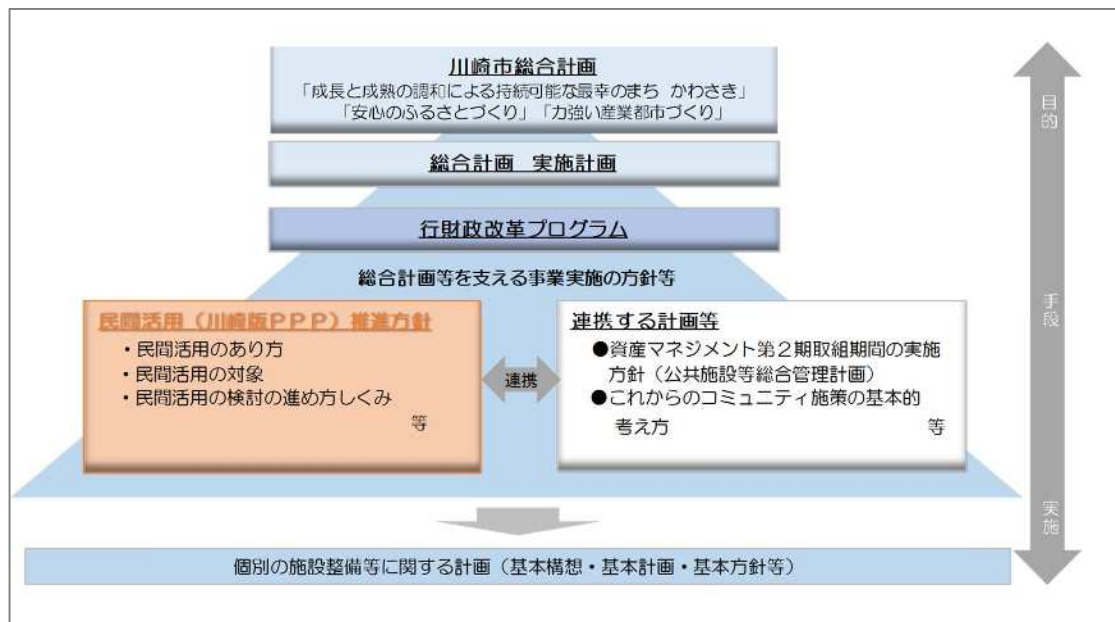 川崎市総合計画
「成長と成熟の調和による持続可能な最幸のまち かわさき」
「安心のふるさとづくり」「力強い産業都市づくり」
総合計画 実施計画
行財政改革プログラム
総合計画等を支える事業実施の方針等
民間活用（川崎版PPP）推進方針
・民間活用のあり方
・民間活用の対象
・民間活用の検討の進め方しくみ
等
連携
連携する計画等
●資産マネジメント第２期取組期間の実施
方針（公共施設等総合管理計画）
●これからのコミュニティ施策の基本的
考え方 等
個別の施設整備等に関する計画（基本構想・基本計画・基本方針等）
目的
手段
実施